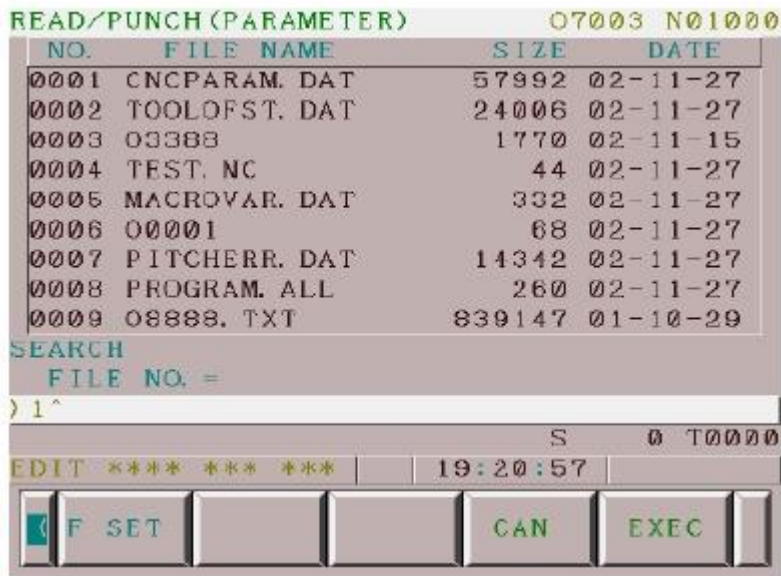 READ/PUNCH(PARAMETER) O7003 N01000
NO. FILE NAME SIZE DATE
0001 CNCPARAM.DAT 57992 02-11-27
0002 TOOLOFST.DAT 24006 02-11-27
0003 O3388 1770 02-11-15
0004 TEST.NC 44 02-11-27
0005 MACROVAR.DAT 332 02-11-27
0006 O0001 68 02-11-27
0007 PITCHERR.DAT 14342 02-11-27
0008 PROGRAM.ALL 260 02-11-27
0009 O8888.TXT 839147 01-10-29
SEARCH
FILE NO. =
)1^
S 0 T0000
EDIT **** *** *** 19:20:57
( F SET CAN EXEC